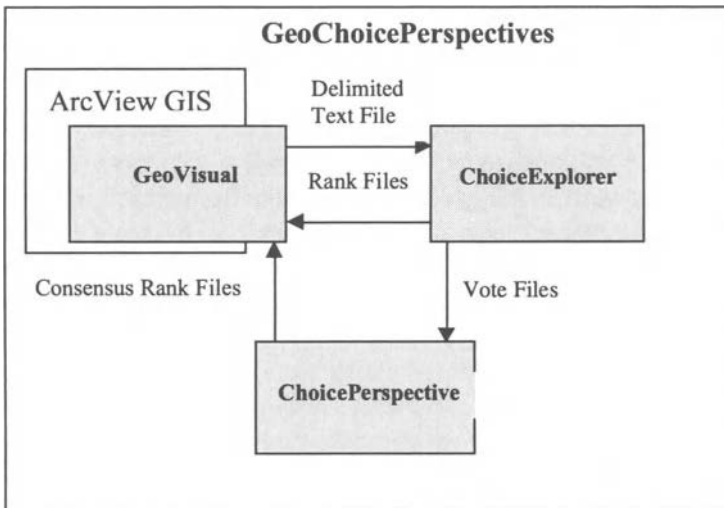 GeoChoicePerspectives
ArcView GIS
Delimited
Text File
GeoVisual
Rank Files
ChoiceExplorer
Consensus Rank Files
Vote Files
ChoicePerspective